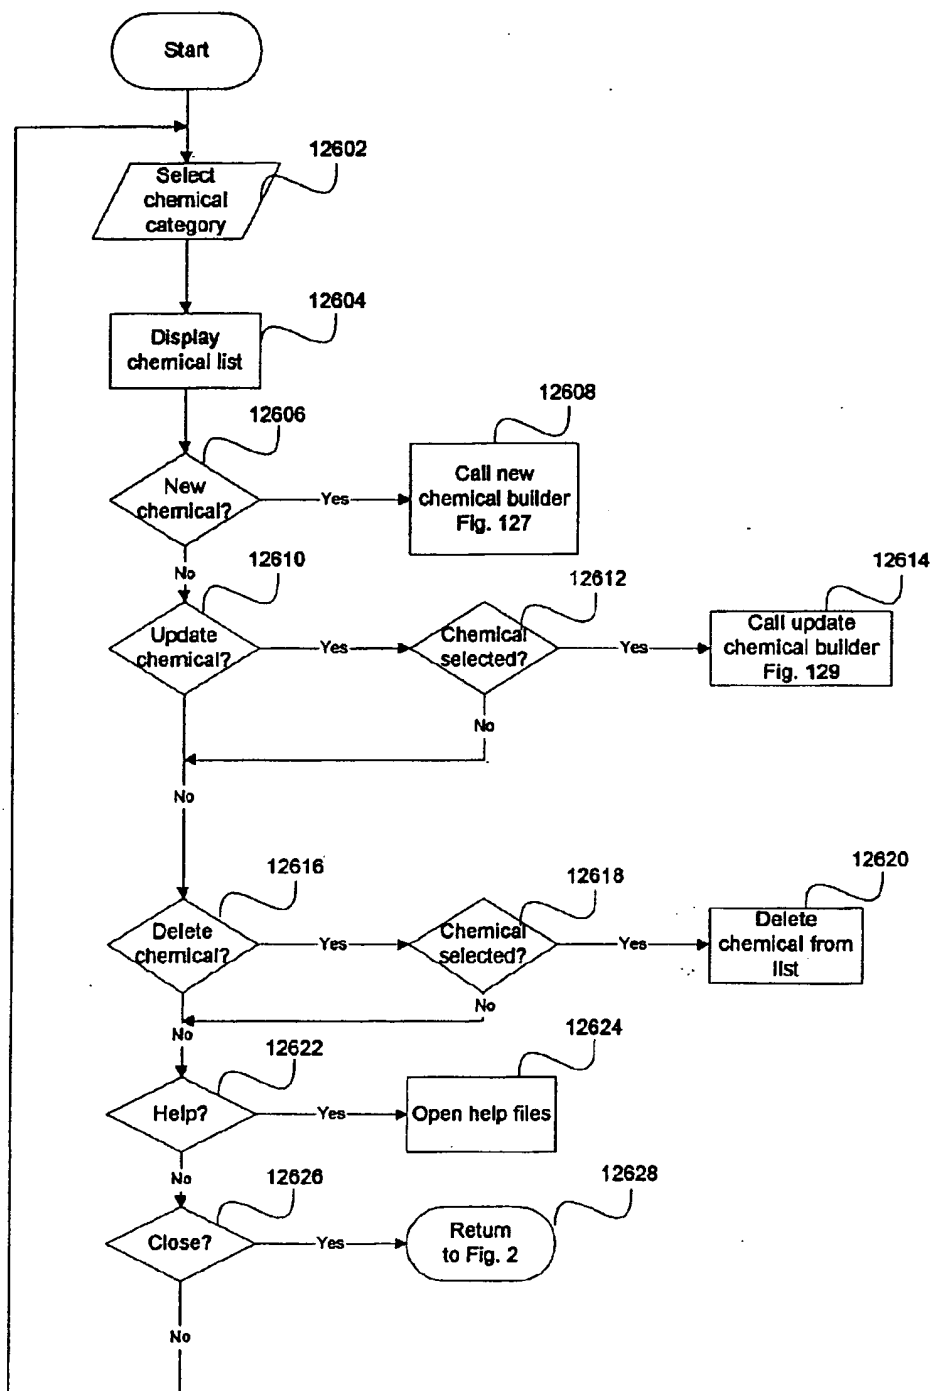 Start
12602
Select
chemical
category
12604
Display
chemical list
12606
New
chemical?
Yes
12608
Call new
chemical builder
Fig. 127
No
12610
Update
chemical?
Yes
12612
Chemical
selected?
Yes
12614
Call update
chemical builder
Fig. 129
No
No
12616
Delete
chemical?
Yes
12618
Chemical
selected?
Yes
12620
Delete
chemical from
list
No
No
12622
Help?
Yes
12624
Open help files
No
12626
Close?
Yes
12628
Return
to Fig. 2
No